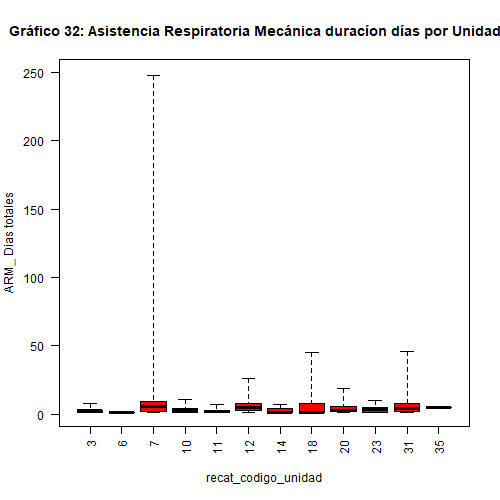 Gráfico 32: Asistencia Respiratoria Mecánica duracíon días por Unidad
250
200
150
100
50
0
ARM_ Dias totales
3 6 7 10 11 12 14 18 20 23 31 35
recat_codigo_unidad